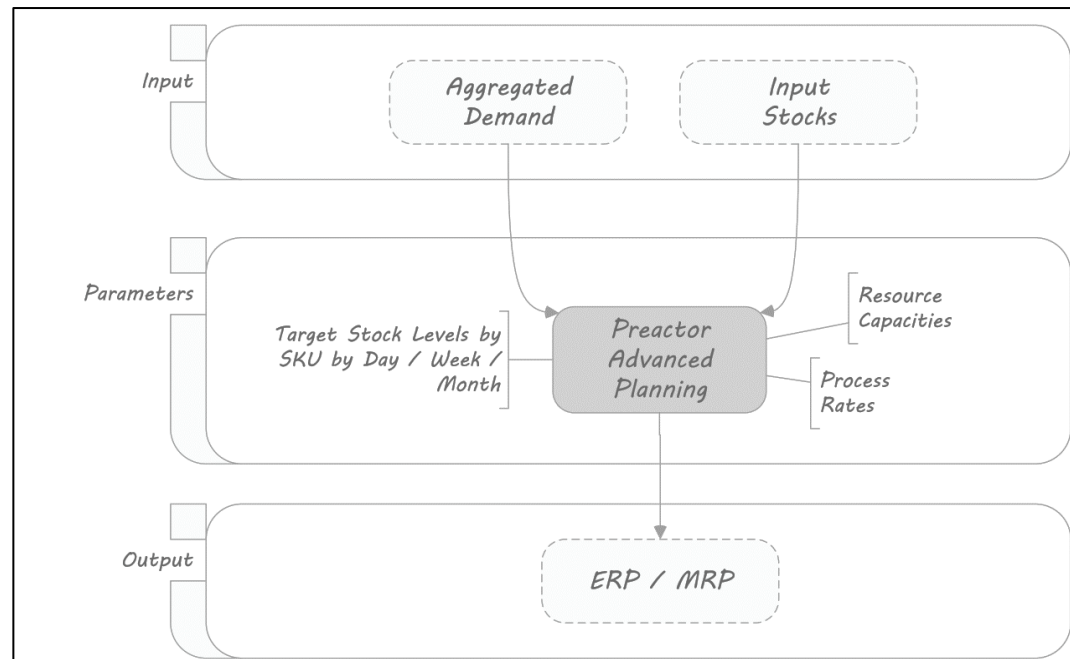 Input
Aggregated
Demand
Input
Stocks
Parameters
Target Stock Levels by
SKU by Day / Week /
Month
Preactor
Advanced
Planning
Resource
Capacities
Process
Rates
Output
ERP / MRP